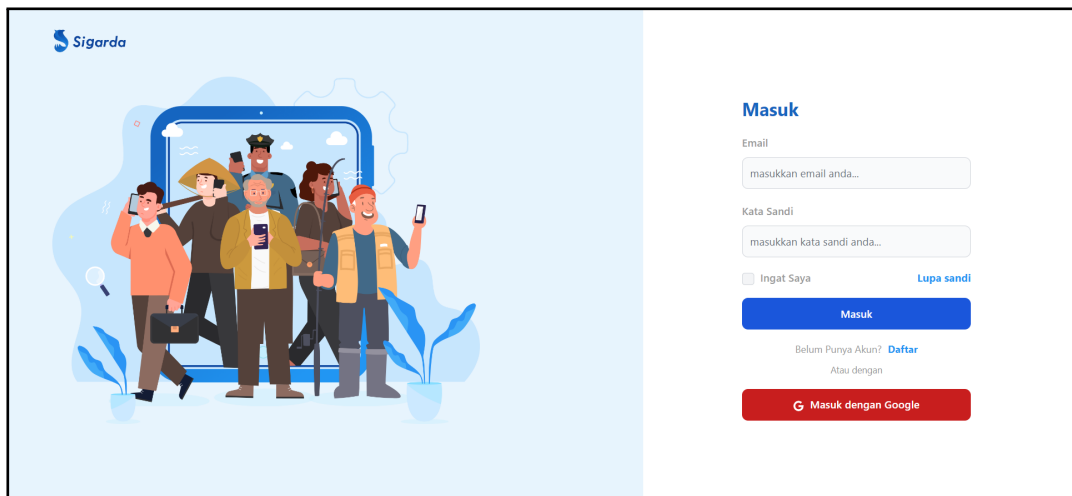 Sigarda
Masuk
Email
masukkan email anda...
Kata Sandi
masukkan kata sandi anda...
Ingat Saya Lupa sandi
Masuk
Belum Punya Akun? Daftar
Atau dengan
G Masuk dengan Google